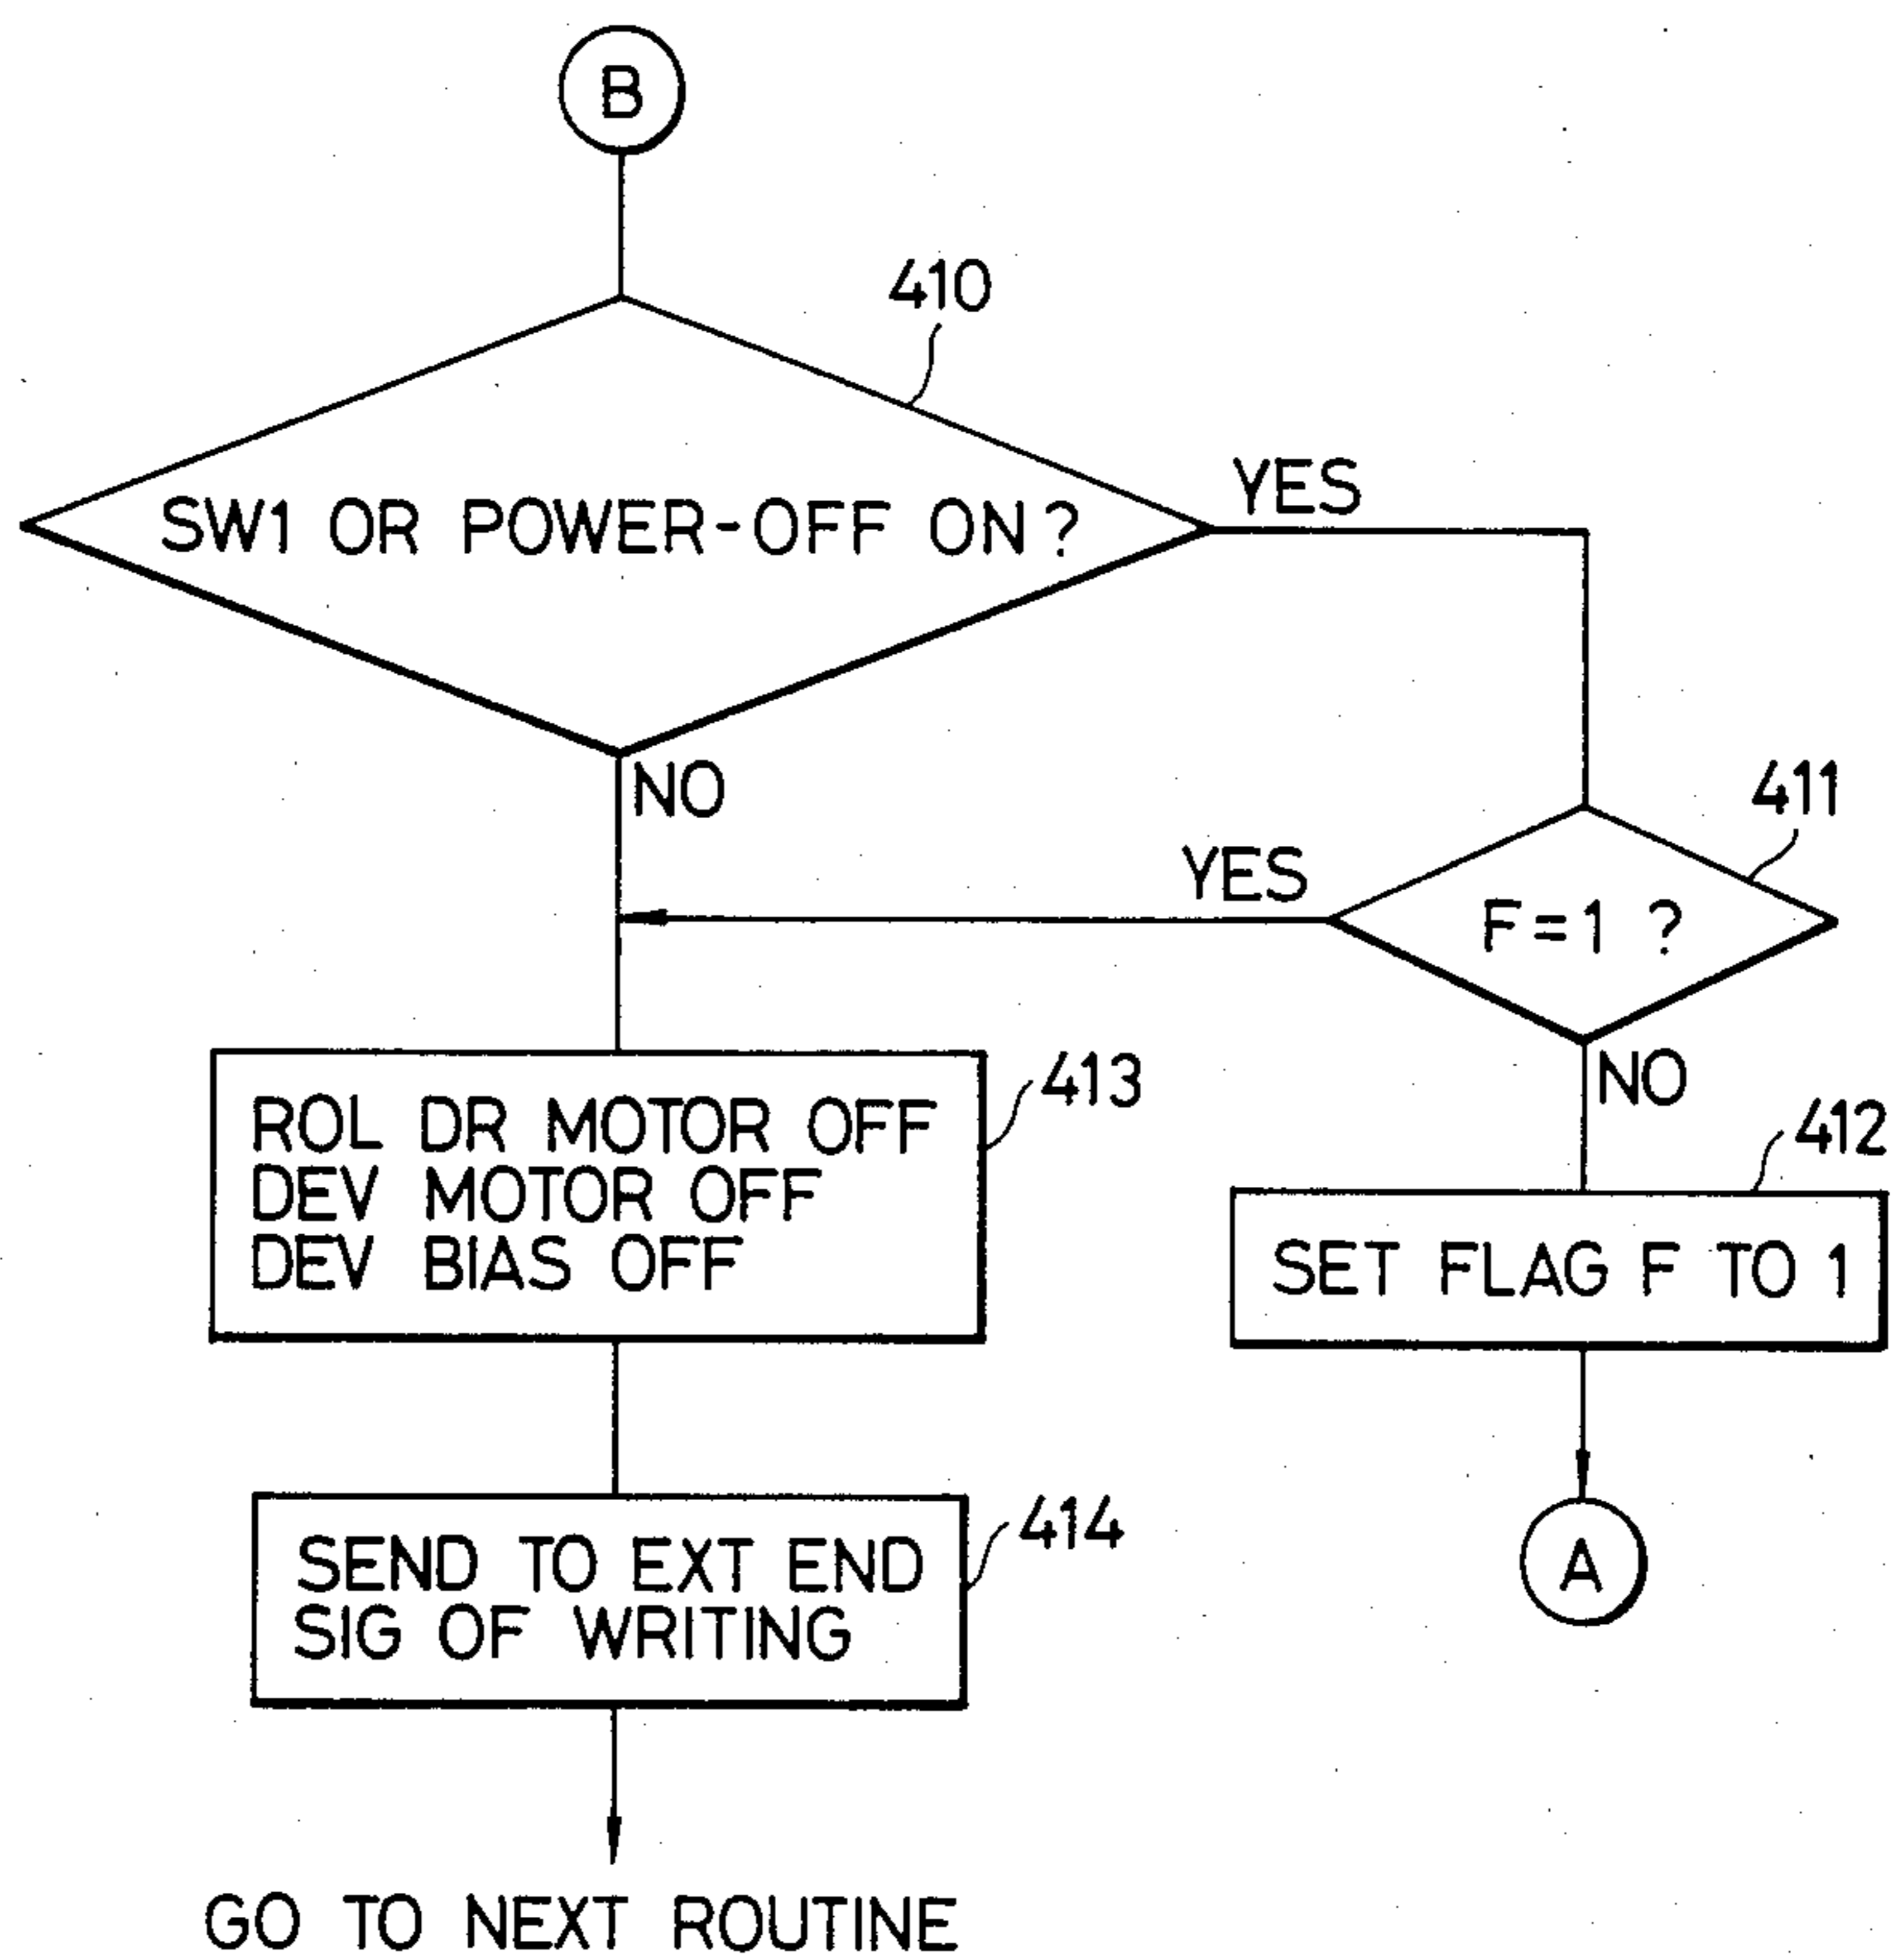 B
410
SW1 OR POWER-OFF ON?
YES
NO
411
YES
F=1 ?
NO
413
ROL DR MOTOR OFF
DEV MOTOR OFF
DEV BIAS OFF
412
SET FLAG F TO 1
414
SEND TO EXT END
SIG OF WRITING
A
GO TO NEXT ROUTINE